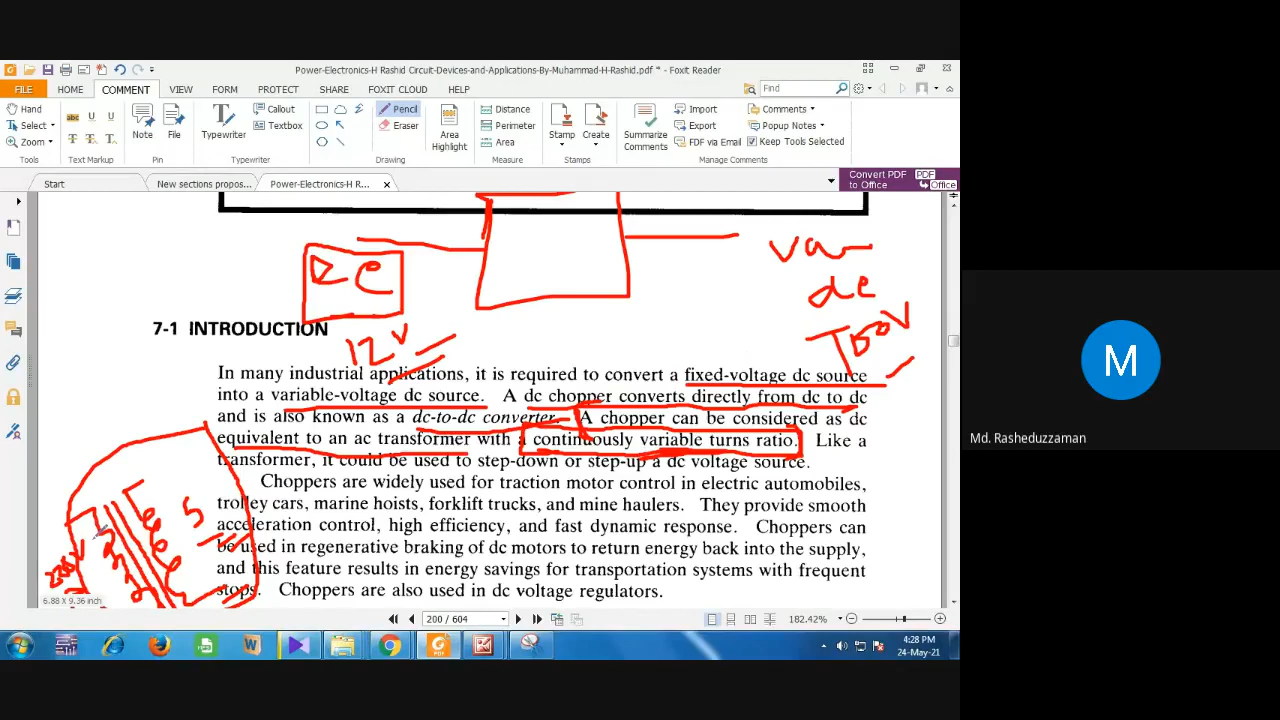 Power-Electronics-H Rashid Circuit-Devices-and-Applications-By-Muhammad-H-Rashid.pdf * - Foxit Reader
FILE HOME COMMENT VIEW FORM PROTECT SHARE FOXIT CLOUD HELP Find
Hand Callout Pencil Distance Import Comments
Select Textbox Eraser Perimeter Export Popup Notes
Zoom Note File Typewriter Area Highlight Area Stamp Create Summarize Comments FDF via Email Keep Tools Selected
Tools Text Markup Pin Typewriter Drawing Measure Stamps Manage Comments
Start New sections propos... Power-Electronics-H R... Convert PDF to Office
var
DC
dc
7-1 INTRODUCTION
12v
In many industrial applications, it is required to convert a fixed-voltage dc source
into a variable-voltage dc source. A dc chopper converts directly from dc to dc
and is also known as a dc-to-dc converter. A chopper can be considered as dc
equivalent to an ac transformer with a continuously variable turns ratio. Like a
transformer, it could be used to step-down or step-up a dc voltage source.
Choppers are widely used for traction motor control in electric automobiles,
trolley cars, marine hoists, forklift trucks, and mine haulers. They provide smooth
acceleration control, high efficiency, and fast dynamic response. Choppers can
be used in regenerative braking of dc motors to return energy back into the supply,
and this feature results in energy savings for transportation systems with frequent
stops. Choppers are also used in dc voltage regulators.
S
6.88 X 9.36 inch
200 / 604 182.42%
4:28 PM
24-May-21
M
Md. Rasheduzzaman